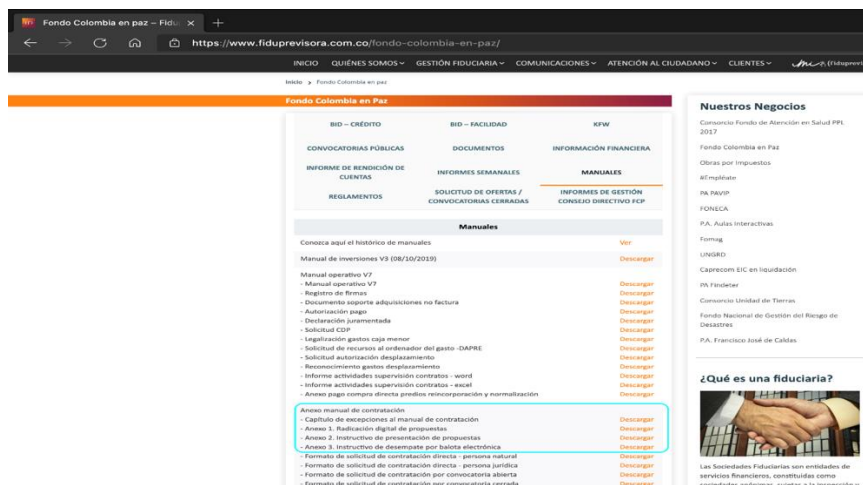 Fondo Colombia en paz – Fidu
https://www.fiduprevisora.com.co/fondo-colombia-en-paz/
INICIO QUIÉNES SOMOS GESTIÓN FIDUCIARIA COMUNICACIONES ATENCIÓN AL CIUDADANO CLIENTES
Inicio > Fondo Colombia en paz
Fondo Colombia en Paz
BID – CRÉDITO BID – FACILIDAD KFW
CONVOCATORIAS PÚBLICAS DOCUMENTOS INFORMACIÓN FINANCIERA
INFORME DE RENDICIÓN DE CUENTAS
INFORMES SEMANALES
MANUALES
REGLAMENTOS
SOLICITUD DE OFERTAS / CONVOCATORIAS CERRADAS
INFORMES DE GESTIÓN CONSEJO DIRECTIVO FCP
Manuales
Conozca aquí el histórico de manuales Ver
Manual de inversiones V3 (08/10/2019) Descargar
Manual operativo V7
- Manual operativo V7 Descargar
- Registro de firmas Descargar
- Documento soporte adquisiciones no factura Descargar
- Autorización pago Descargar
- Declaración juramentada Descargar
- Solicitud CDP Descargar
- Legalización gastos caja menor Descargar
- Solicitud de recursos al ordenador del gasto -DAPRE Descargar
- Solicitud autorización desplazamiento Descargar
- Reconocimiento gastos desplazamiento Descargar
- Informe actividades supervisión contratos - word Descargar
- Informe actividades supervisión contratos - excel Descargar
- Anexo pago compra directa predios reincorporación y normalización Descargar
Anexo manual de contratación
- Capítulo de excepciones al manual de contratación Descargar
- Anexo 1. Radicación digital de propuestas Descargar
- Anexo 2. Instructivo de presentación de propuestas Descargar
- Anexo 3. Instructivo de desempate por balota electrónica Descargar
- Formato de solicitud de contratación directa - persona natural Descargar
- Formato de solicitud de contratación directa - persona jurídica Descargar
- Formato de solicitud de contratación por convocatoria abierta Descargar
- Formato de solicitud de contratación por convocatoria cerrada Descargar
Nuestros Negocios
Consorcio Fondo de Atención en Salud PPL
2017
Fondo Colombia en Paz
Obras por Impuestos
#Empléate
PA PAVIP
FONECA
P.A. Aulas Interactivas
Fomag
UNGRD
Caprecom EIC en liquidación
PA Findeter
Consorcio Unidad de Tierras
Fondo Nacional de Gestión del Riesgo de
Desastres
P.A. Francisco José de Caldas
¿Qué es una fiduciaria?
Las Sociedades Fiduciarias son entidades de
servicios financieros, constituidas como